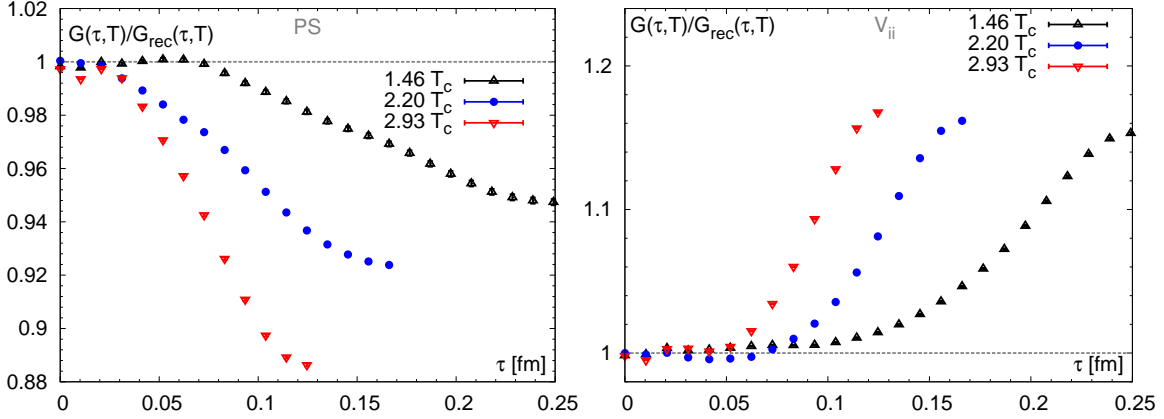 G(τ,T)/G_rec(τ,T)
PS
1.46 T_c
2.20 T_c
2.93 T_c
1.02
1
0.98
0.96
0.94
0.92
0.9
0.88
0
0.05
0.1
0.15
0.2
0.25
τ [fm]
G(τ,T)/G_rec(τ,T)
V_ii
1.46 T_c
2.20 T_c
2.93 T_c
1.2
1.1
1
0
0.05
0.1
0.15
0.2
0.25
τ [fm]